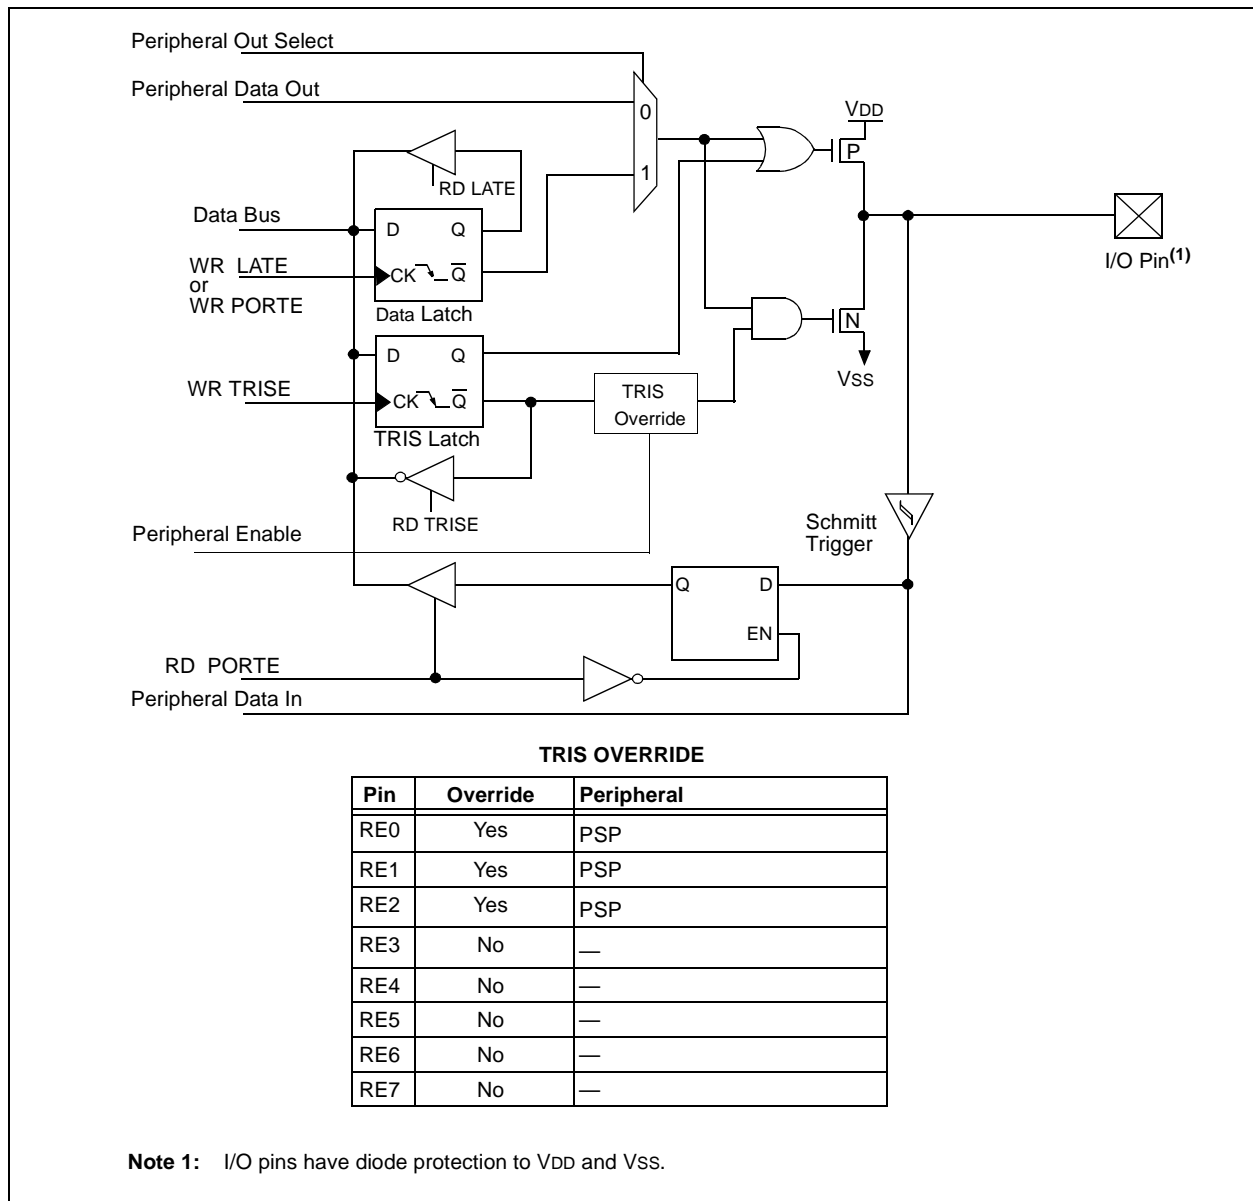 Peripheral Out Select
Peripheral Data Out
0
1
VDD
P
RD LATE
Data Bus
D Q
WR LATE
or
WR PORTE
CK Q̅
Data Latch
I/O Pin(1)
N
VSS
D Q
WR TRISE
CK Q̅
TRIS Latch
TRIS
Override
RD TRISE
Peripheral Enable
Schmitt
Trigger
Q D
EN
RD PORTE
Peripheral Data In
TRIS OVERRIDE
Pin Override Peripheral
RE0 Yes PSP
RE1 Yes PSP
RE2 Yes PSP
RE3 No —
RE4 No —
RE5 No —
RE6 No —
RE7 No —
Note 1: I/O pins have diode protection to VDD and VSS.